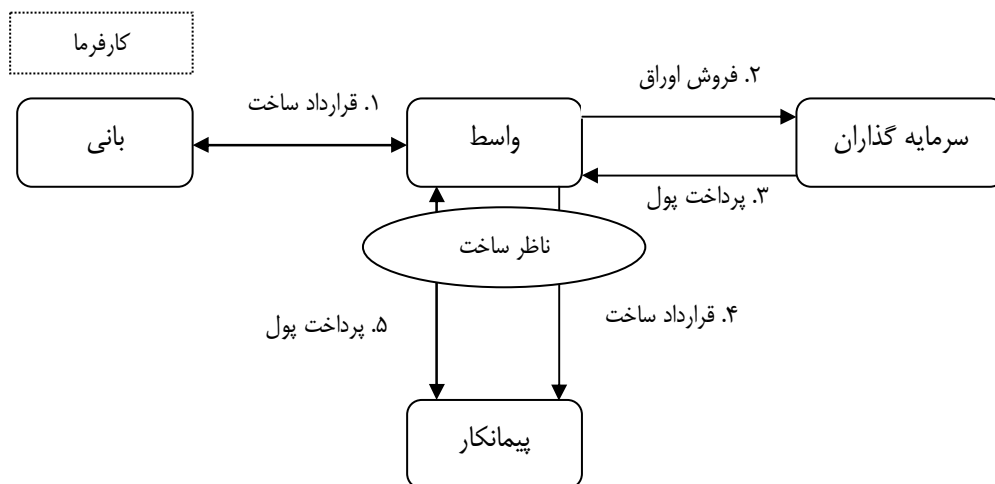 کارفرما
۲. فروش اوراق
۱. قرارداد ساخت
بانی
واسط
سرمایه گذاران
۳. پرداخت پول
ناظر ساخت
۴. قرارداد ساخت
۵. پرداخت پول
پیمانکار